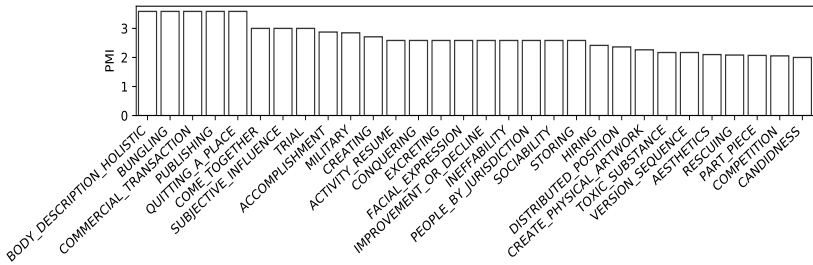 3
2
1
0
PMI
BODY_DESCRIPTION_HOLISTIC
BUNGLING
COMMERCIAL_TRANSACTION
PUBLISHING
QUITTING_A_PLACE
COME_TOGETHER
SUBJECTIVE_INFLUENCE
TRIAL
ACCOMPLISHMENT
MILITARY
CREATING
ACTIVITY_RESUME
CONQUERING
EXCRETING
FACIAL_EXPRESSION
IMPROVEMENT_OR_DECLINE
INEFFABILITY
PEOPLE_BY_JURISDICTION
SOCIABILITY
STORING
HIRING
DISTRIBUTED_POSITION
CREATE_PHYSICAL_ARTWORK
TOXIC_SUBSTANCE
VERSION_SEQUENCE
AESTHETICS
RESCUING
PART_PIECE
COMPETITION
CANDIDNESS